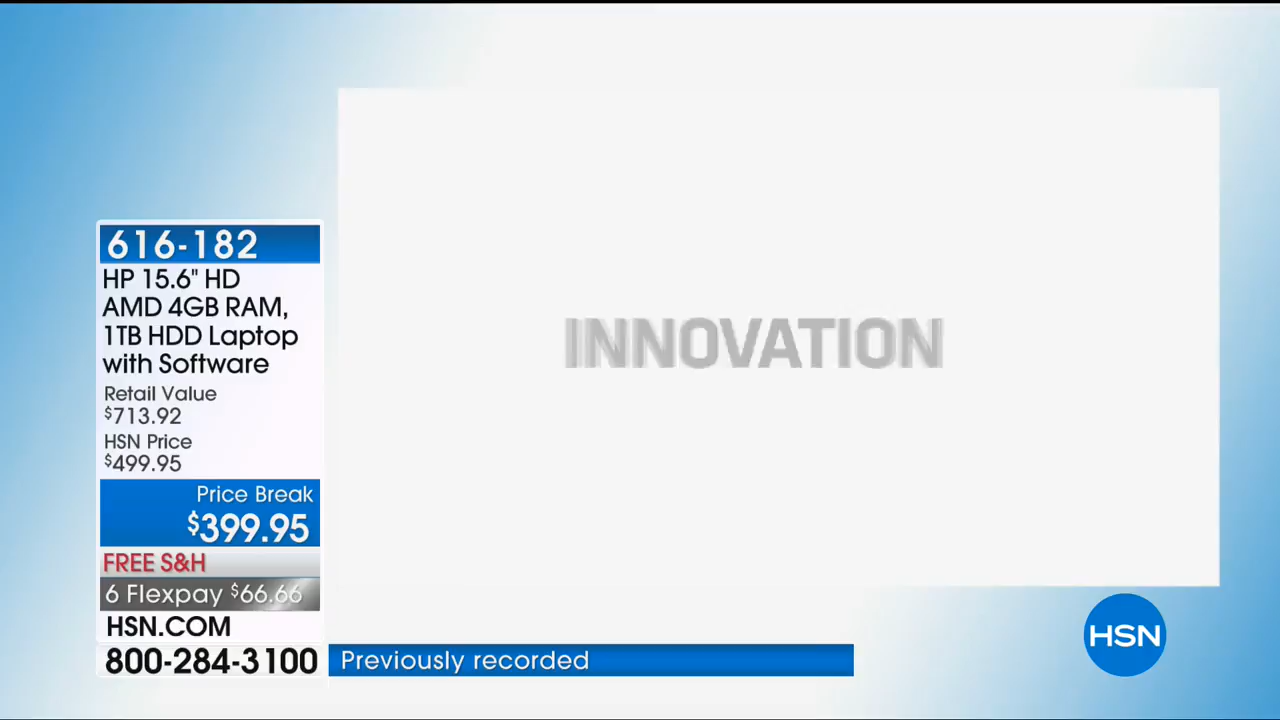 616-182
HP 15.6" HD
AMD 4GB RAM,
1TB HDD Laptop
with Software
Retail Value
$713.92
HSN Price
$499.95
Price Break
$399.95
FREE S&H
6 Flexpay $66.66
HSN.COM
800-284-3100
Previously recorded
INNOVATION
HSN